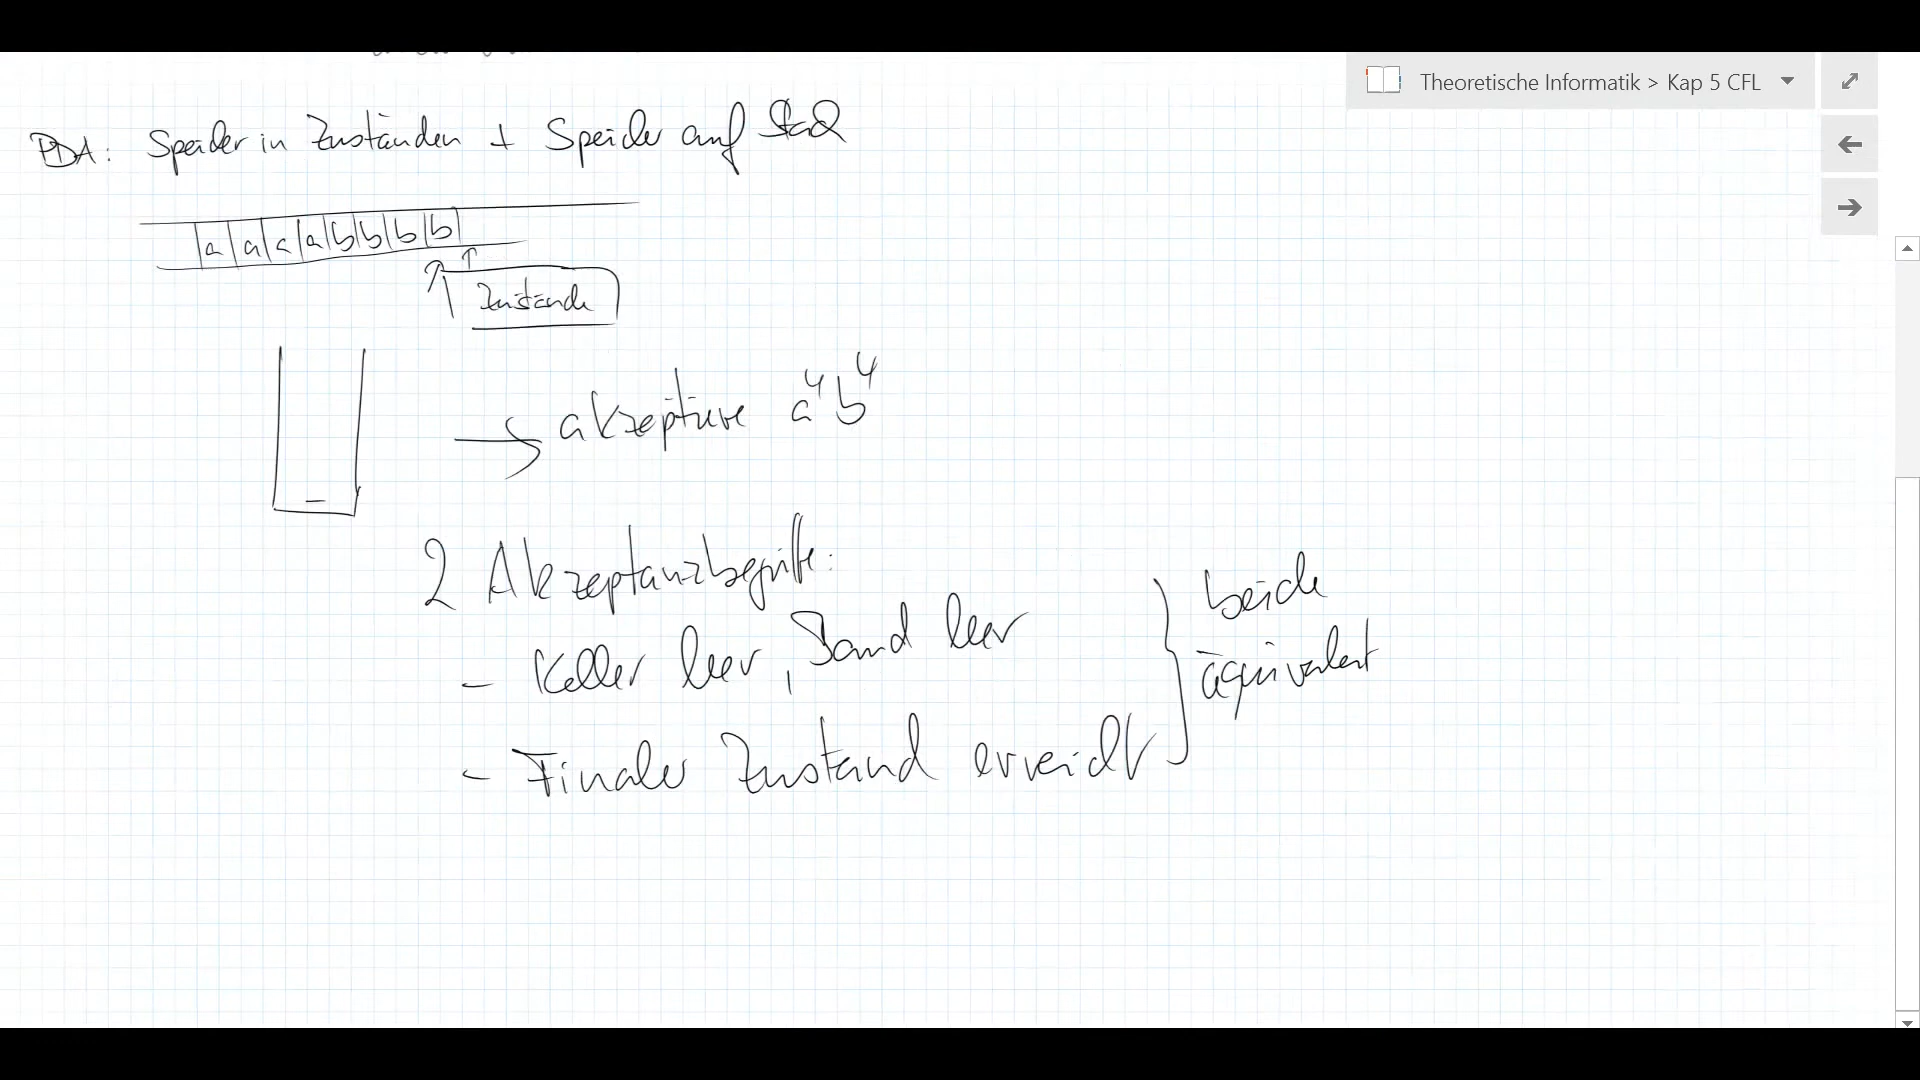 Theoretische Informatik > Kap 5 CFL
PDA: Speicher in Zuständen + Speicher auf Stack
a a a a b b b b
Zustände
→ akzeptiere a⁴b⁴
2 Akzeptanzbegriffe:
- Keller leer, Band leer
- Finaler Zustand erreicht
beide
äquivalent